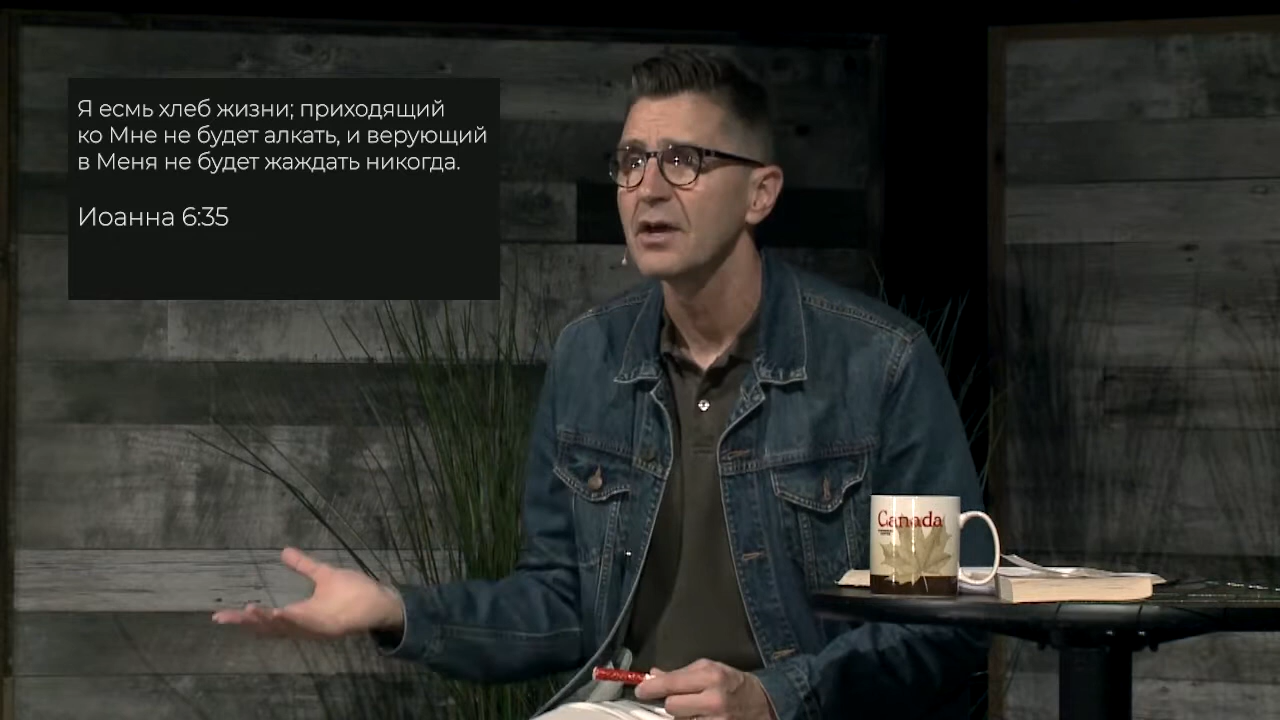 Я есмь хлеб жизни; приходящий
ко Мне не будет алкать, и верующий
в Меня не будет жаждать никогда.
Иоанна 6:35
Canada